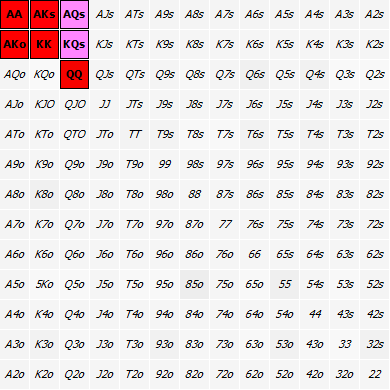 AA AKs AQs AJs ATs A9s A8s A7s A6s A5s A4s A3s A2s
AKo KK KQs KJs KTs K9s K8s K7s K6s K5s K4s K3s K2s
AQo KQo QQ QJs QTs Q9s Q8s Q7s Q6s Q5s Q4s Q3s Q2s
AJo KJO QJO JJ JTs J9s J8s J7s J6s J5s J4s J3s J2s
ATo KTo QTO JTo TT T9s T8s T7s T6s T5s T4s T3s T2s
A9o K9o Q9o J9o T9o 99 98s 97s 96s 95s 94s 93s 92s
A8o K8o Q8o J8o T8o 98o 88 87s 86s 85s 84s 83s 82s
A7o K7o Q7o J7o T7o 97o 87o 77 76s 75s 74s 73s 72s
A6o K6o Q6o J6o T6o 96o 86o 76o 66 65s 64s 63s 62s
A5o 5Ko Q5o J5o T5o 95o 85o 75o 65o 55 54s 53s 52s
A4o K4o Q4o J4o T4o 94o 84o 74o 64o 54o 44 43s 42s
A3o K3o Q3o J3o T3o 93o 83o 73o 63o 53o 43o 33 32s
A2o K2o Q2o J2o T2o 92o 82o 72o 62o 52o 42o 32o 22